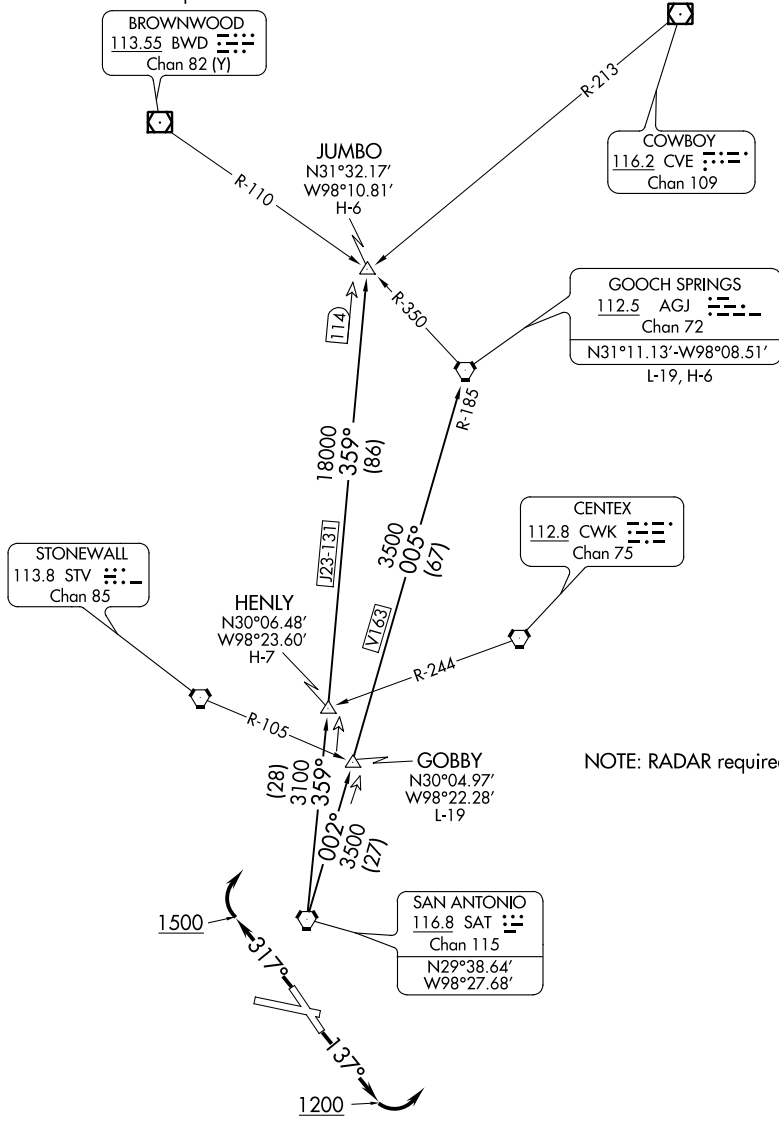 BROWNWOOD
113.55 BWD
Chan 82 (Y)
R-213
COWBOY
116.2 CVE
Chan 109
JUMBO
N31°32.17’
W98°10.81’
H-6
R-110
GOOCH SPRINGS
112.5 AGJ
Chan 72
N31°11.13’-W98°08.51’
L-19, H-6
114
R-350
R-185
18000
359°
(86)
3500
005°
(67)
CENTEX
112.8 CWK
Chan 75
J23-131
STONEWALL
113.8 STV
Chan 85
HENLY
N30°06.48’
W98°23.60’
H-7
V163
R-244
R-105
GOBBY
N30°04.97’
W98°22.28’
L-19
NOTE: RADAR require
(28)
3100
359°
002°
3500
(27)
SAN ANTONIO
116.8 SAT
Chan 115
N29°38.64’
W98°27.68’
1500
317°
137°
1200